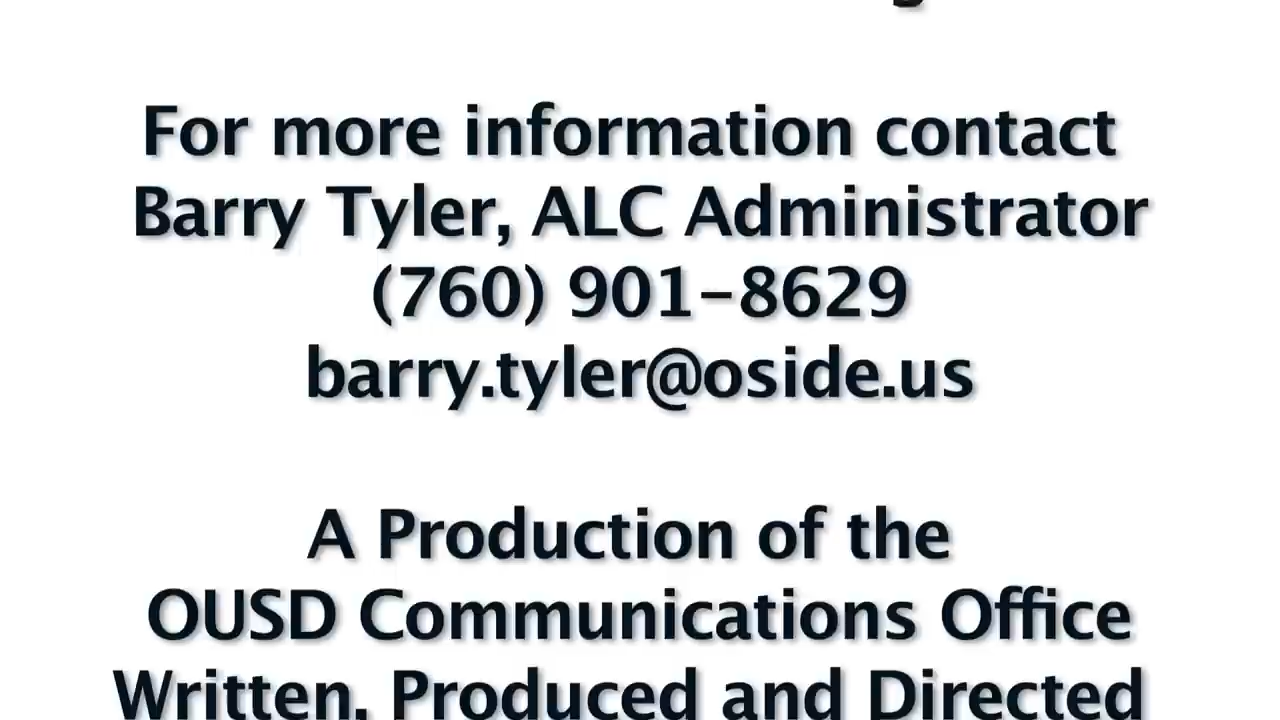 For more information contact
Barry Tyler, ALC Administrator
(760) 901-8629
barry.tyler@oside.us
A Production of the
OUSD Communications Office
Written, Produced and Directed